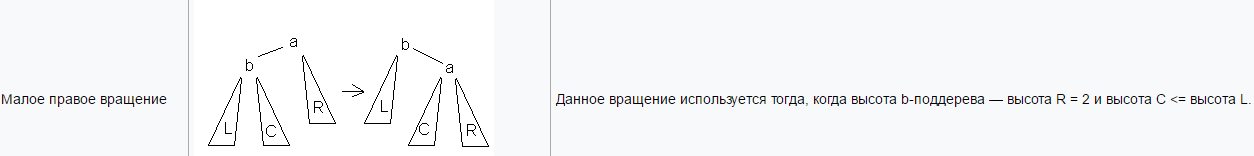 Малое правое вращение
a
b
L
C
R
b
a
L
C
R
Данное вращение используется тогда, когда высота b-поддерева — высота R = 2 и высота C <= высота L.